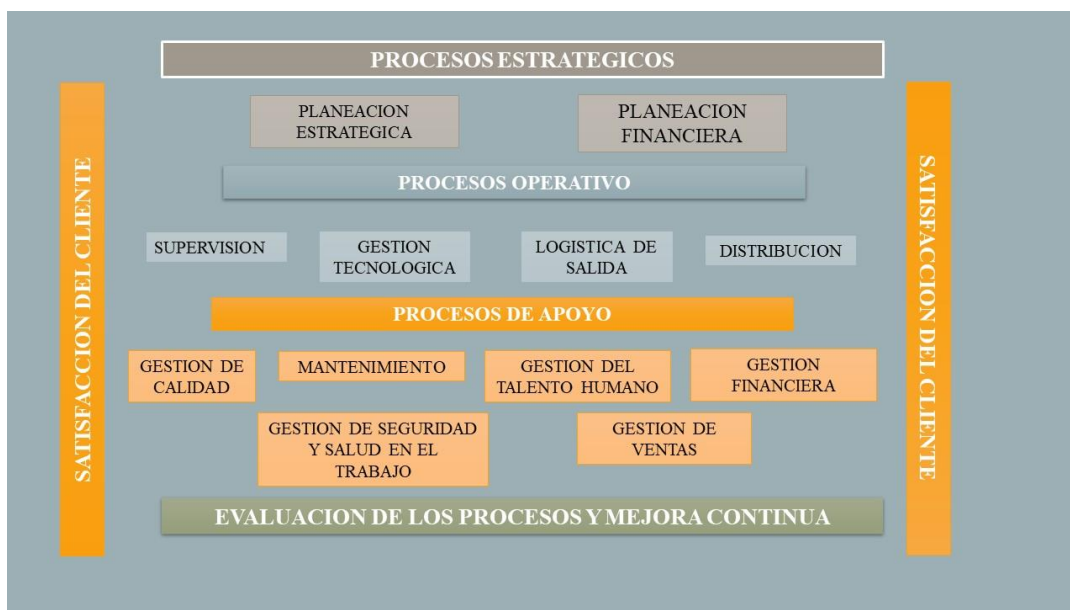 PROCESOS ESTRATEGICOS
PLANEACION
ESTRATEGICA
PLANEACION
FINANCIERA
PROCESOS OPERATIVO
SUPERVISION
GESTION
TECNOLOGICA
LOGISTICA DE
SALIDA
DISTRIBUCION
PROCESOS DE APOYO
GESTION DE
CALIDAD
MANTENIMIENTO
GESTION DEL
TALENTO HUMANO
GESTION
FINANCIERA
GESTION DE SEGURIDAD
Y SALUD EN EL
TRABAJO
GESTION DE
VENTAS
EVALUACION DE LOS PROCESOS Y MEJORA CONTINUA
SATISFACCION DEL CLIENTE
SATISFACCION DEL CLIENTE